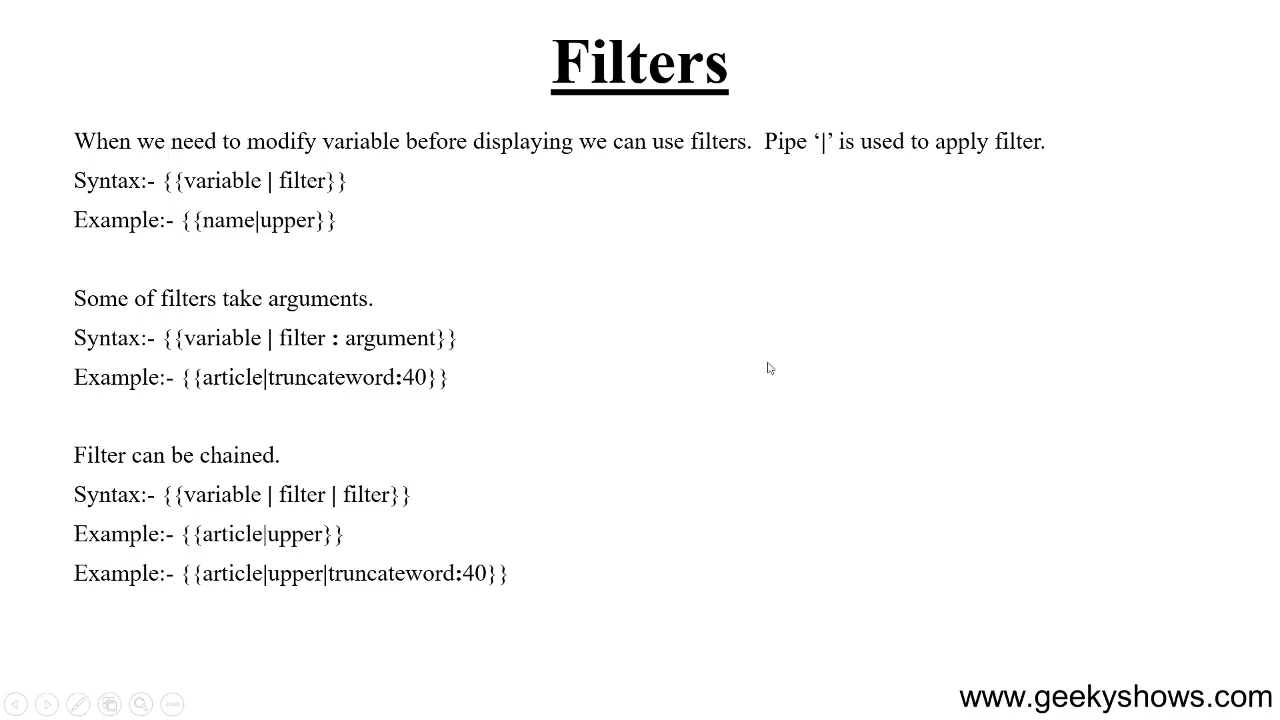 Filters
When we need to modify variable before displaying we can use filters.  Pipe ‘|’ is used to apply filter.
Syntax:- {{variable | filter}}
Example:- {{name|upper}}
Some of filters take arguments.
Syntax:- {{variable | filter : argument}}
Example:- {{article|truncateword:40}}
Filter can be chained.
Syntax:- {{variable | filter | filter}}
Example:- {{article|upper}}
Example:- {{article|upper|truncateword:40}}
www.geekyshows.com